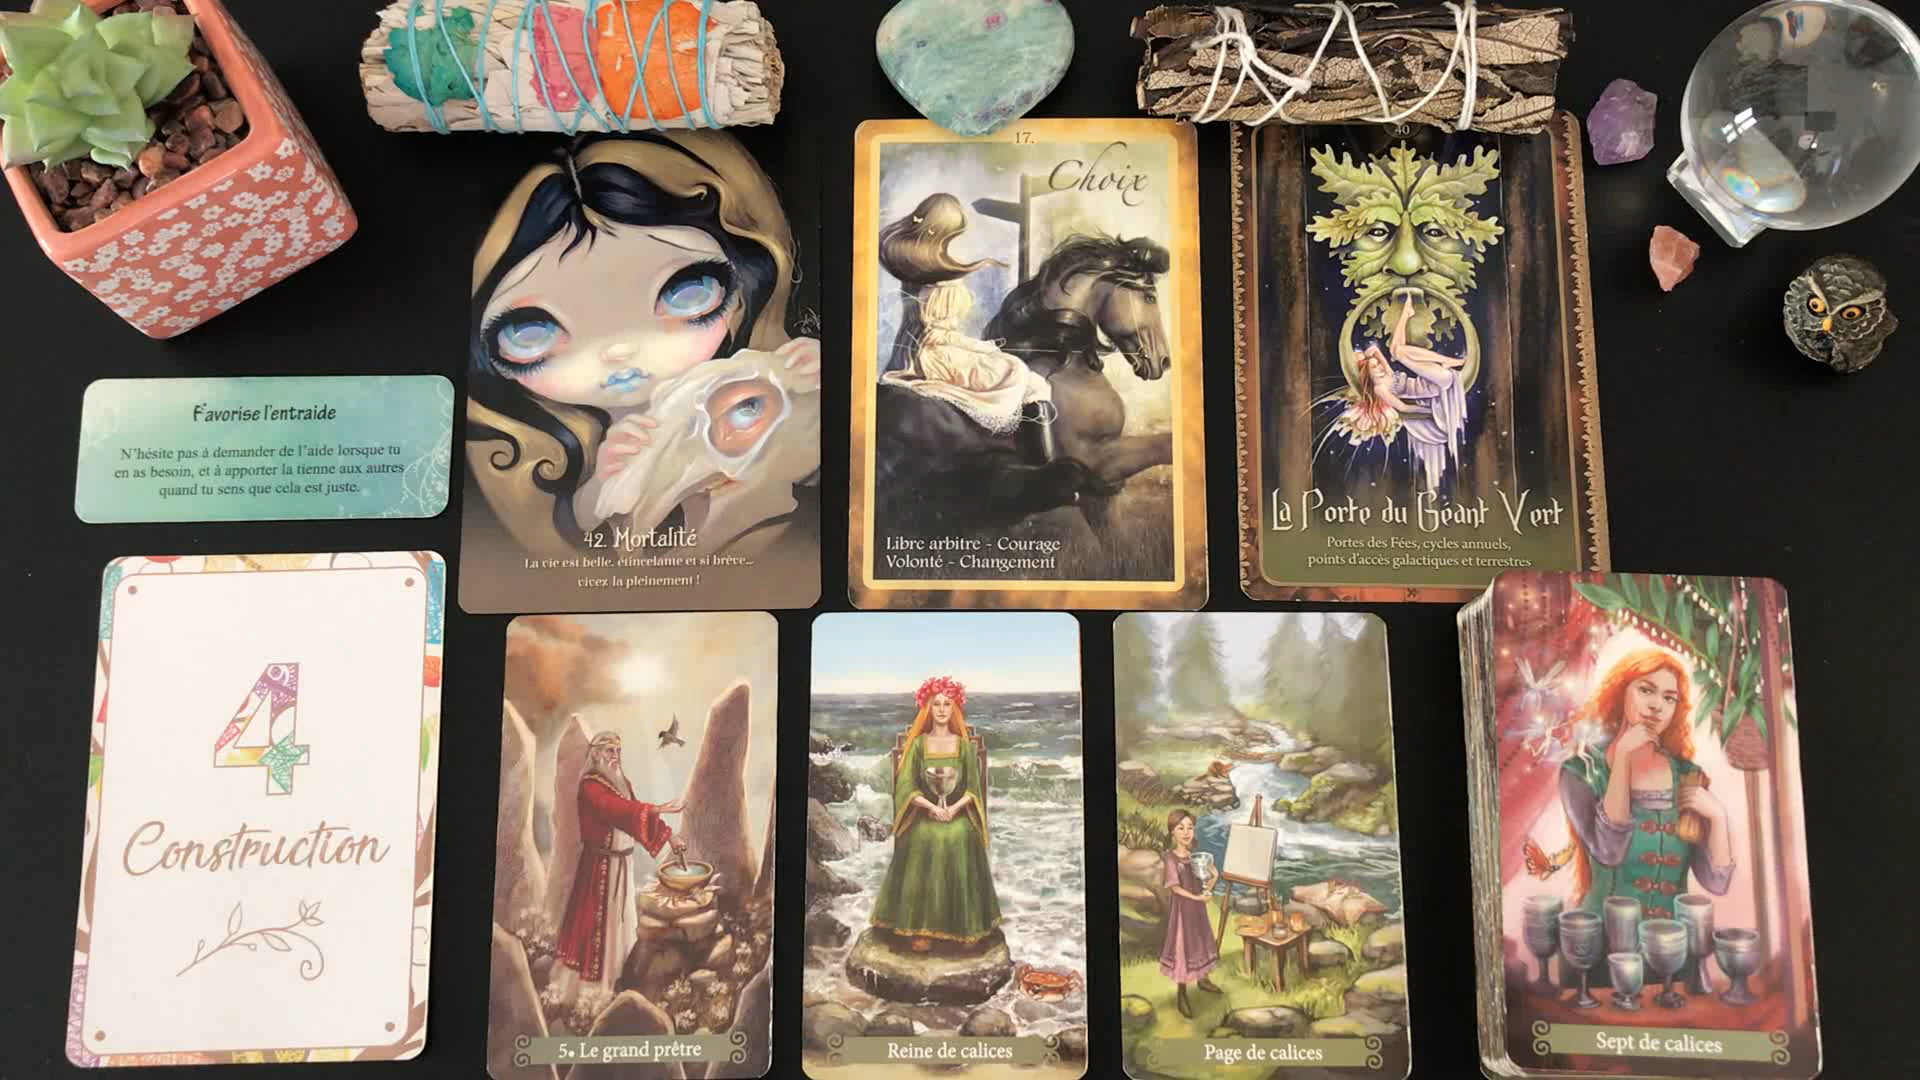 Favorise l'entraide
N'hésite pas à demander de l'aide lorsque tu
en as besoin, et à apporter la tienne aux autres
quand tu sens que cela est juste.
42. Mortalité
La vie est belle, étincelante et si brève...
vivez la pleinement !
17.
Choix
Libre arbitre - Courage
Volonté - Changement
40
La Porte du Géant Vert
Portes des Fées, cycles annuels,
points d'accès galactiques et terrestres
4
Construction
5. Le grand prêtre
Reine de calices
Page de calices
Sept de calices